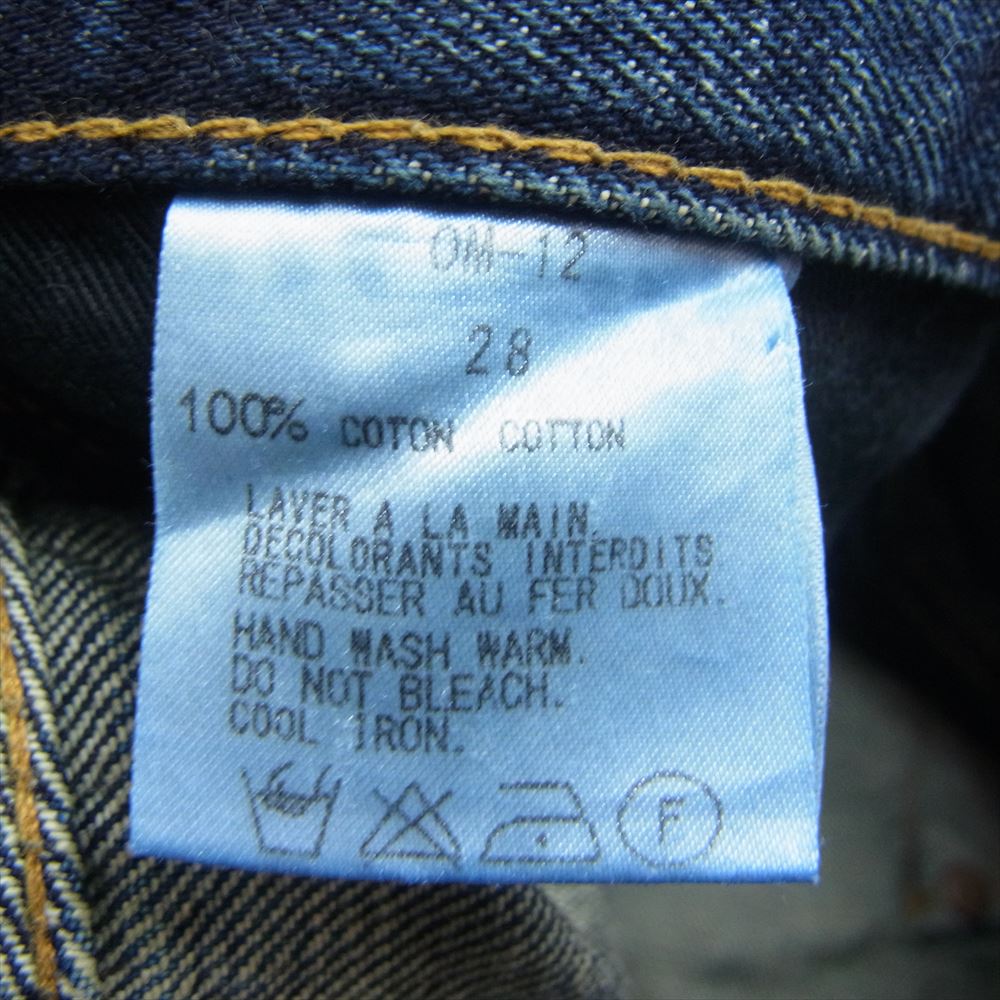 OM-12
28
100% COTON COTTON
LAVER A LA MAIN.
DECOLORANTS INTERDITS
REPASSER AU FER DOUX.
HAND WASH WARM.
DO NOT BLEACH.
COOL IRON.
F